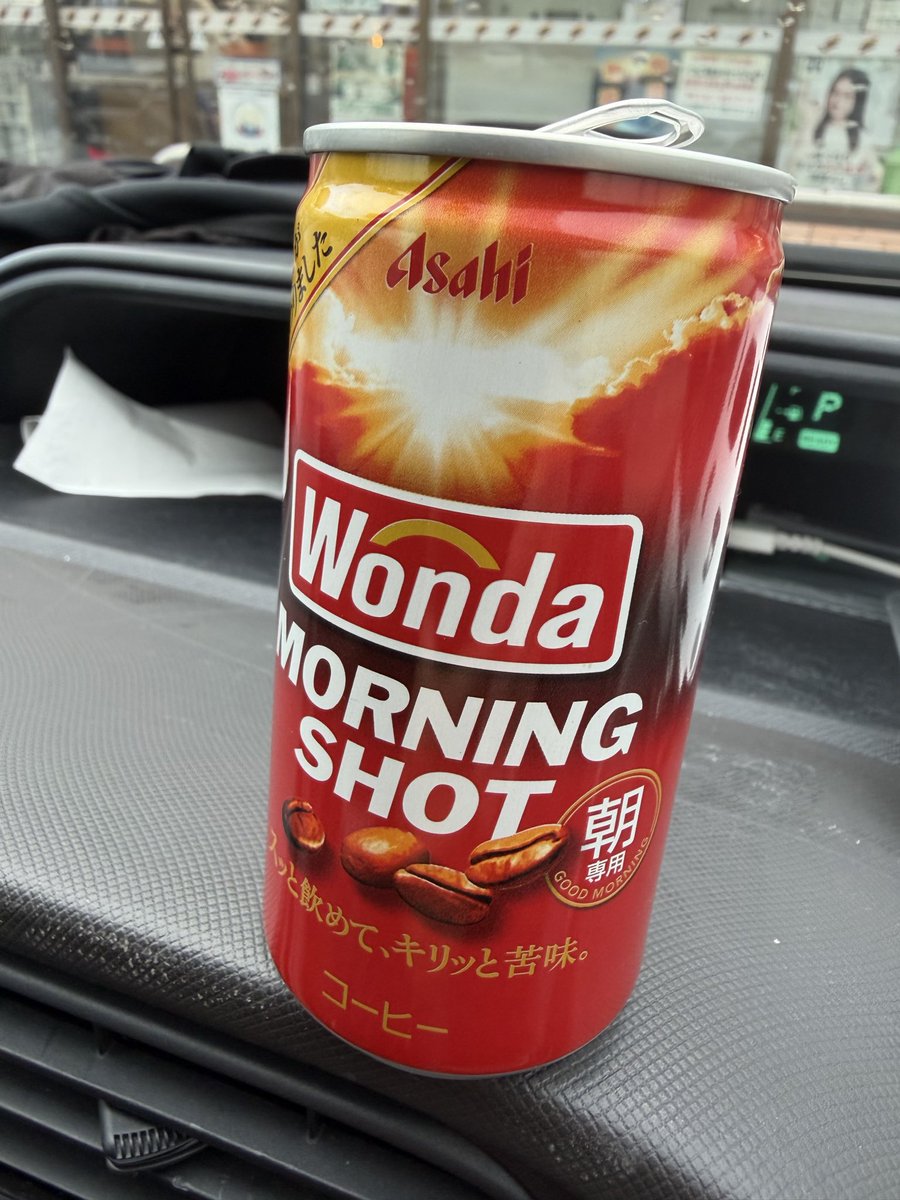 Asahi
Wonda
MORNING
SHOT
朝
専用
GOOD MORNING
スッと飲めて、キリッと苦味。
コーヒー
P
E